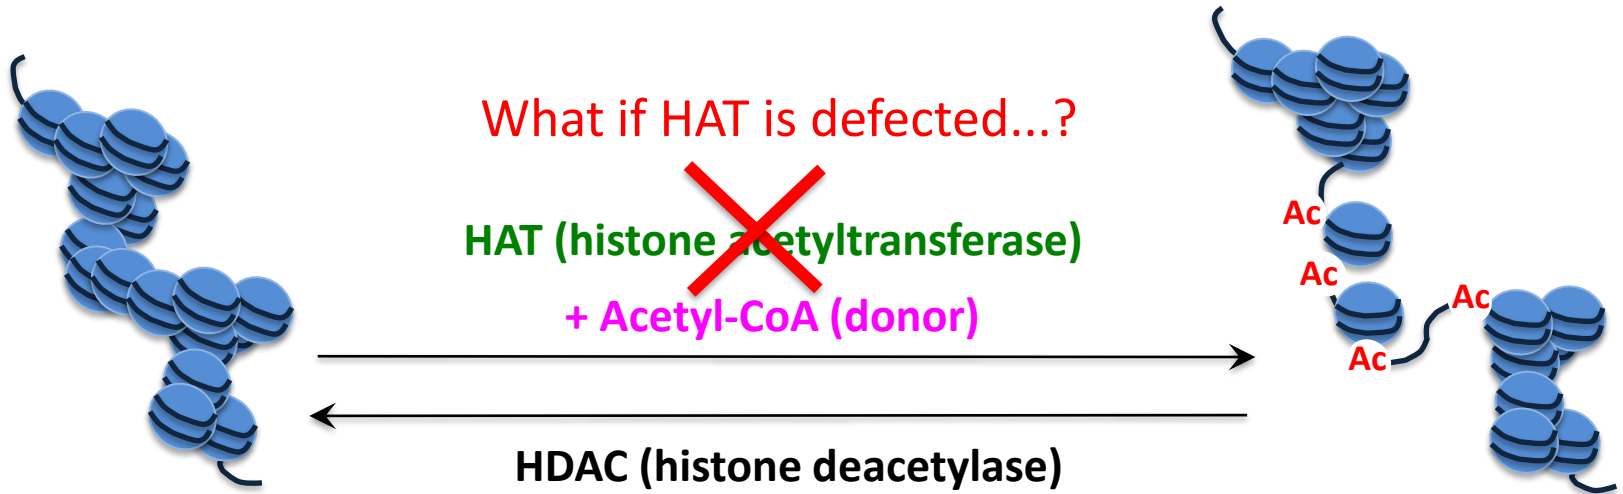 What if HAT is defected...?
HAT (histone acetyltransferase)
+ Acetyl-CoA (donor)
HDAC (histone deacetylase)
Ac
Ac
Ac
Ac